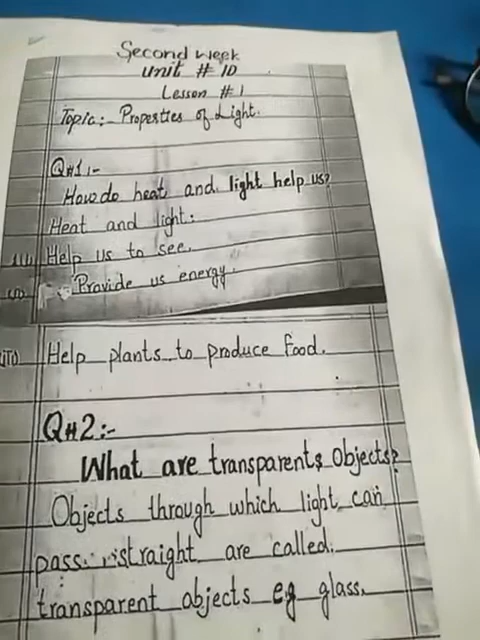 Second week
Unit # 10
Lesson # 1
Topic:- Properties of Light.
Q#1:-
How do heat and light help us?
Heat and light:
(i) Help us to see.
(ii) Provide us energy.
(iii) Help plants to produce food.
Q#2:-
What are transparents objects?
Objects through which light can
pass straight are called
transparent objects eg glass.